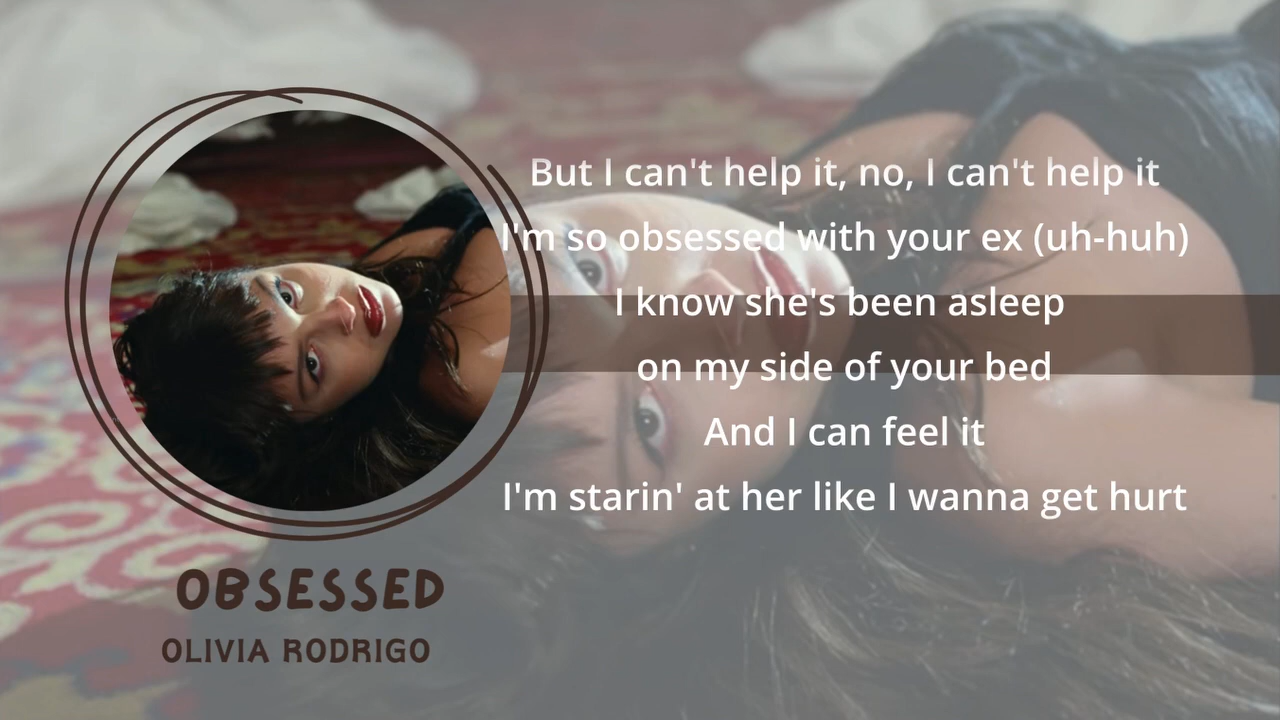 But I can't help it, no, I can't help it
I'm so obsessed with your ex (uh-huh)
I know she's been asleep
on my side of your bed
And I can feel it
I'm starin' at her like I wanna get hurt
OBSESSED
OLIVIA RODRIGO